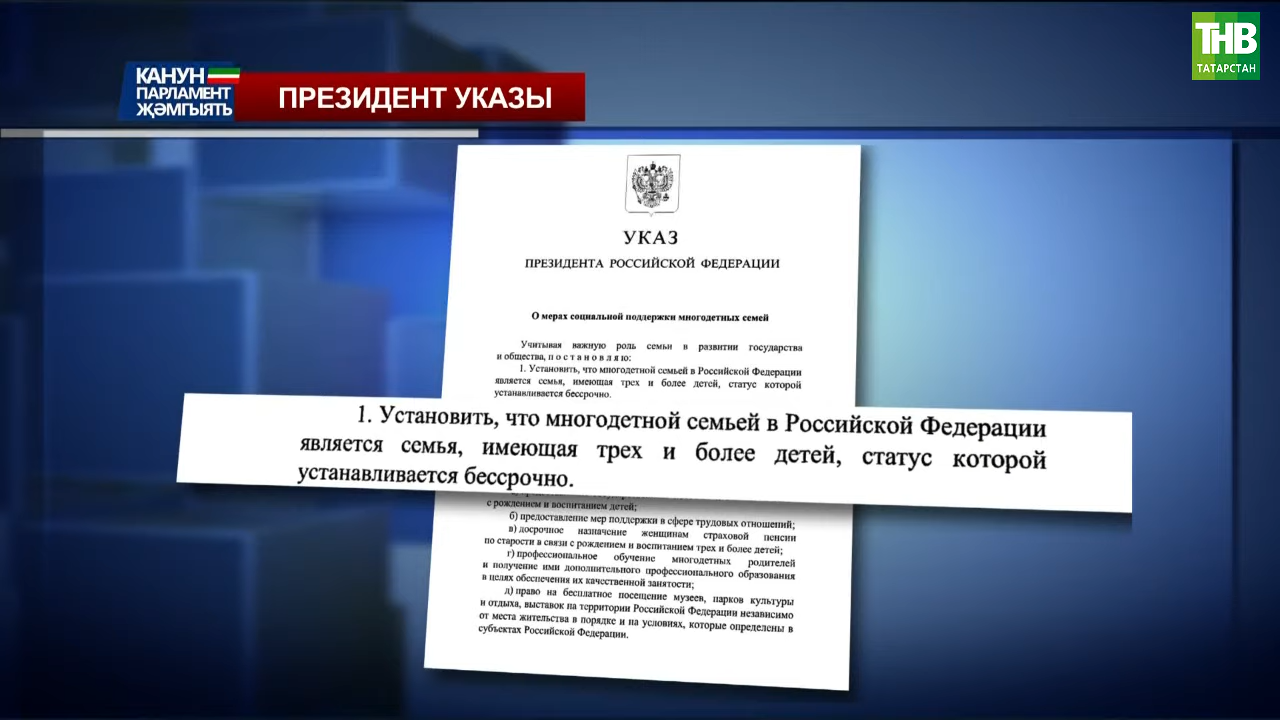 ТНВ
ТАТАРСТАН
КАНУН
ПАРЛАМЕНТ
ҖӘМГЫЯТЬ
ПРЕЗИДЕНТ УКАЗЫ
УКАЗ
ПРЕЗИДЕНТА РОССИЙСКОЙ ФЕДЕРАЦИИ
О мерах социальной поддержки многодетных семей
Учитывая важную роль семьи в развитии государства
и общества, п о с т а н о в л я ю:
1. Установить, что многодетной семьей в Российской Федерации
является семья, имеющая трех и более детей, статус которой
устанавливается бессрочно.
1. Установить, что многодетной семьей в Российской Федерации
является семья, имеющая трех и более детей, статус которой
устанавливается бессрочно.
с рождением и воспитанием детей;
б) предоставление мер поддержки в сфере трудовых отношений;
в) досрочное назначение женщинам страховой пенсии
по старости в связи с рождением и воспитанием трех и более детей;
г) профессиональное обучение многодетных родителей
и получение ими дополнительного профессионального образования
в целях обеспечения их качественной занятости;
д) право на бесплатное посещение музеев, парков культуры
и отдыха, выставок на территории Российской Федерации независимо
от места жительства в порядке и на условиях, которые определены в
субъектах Российской Федерации.